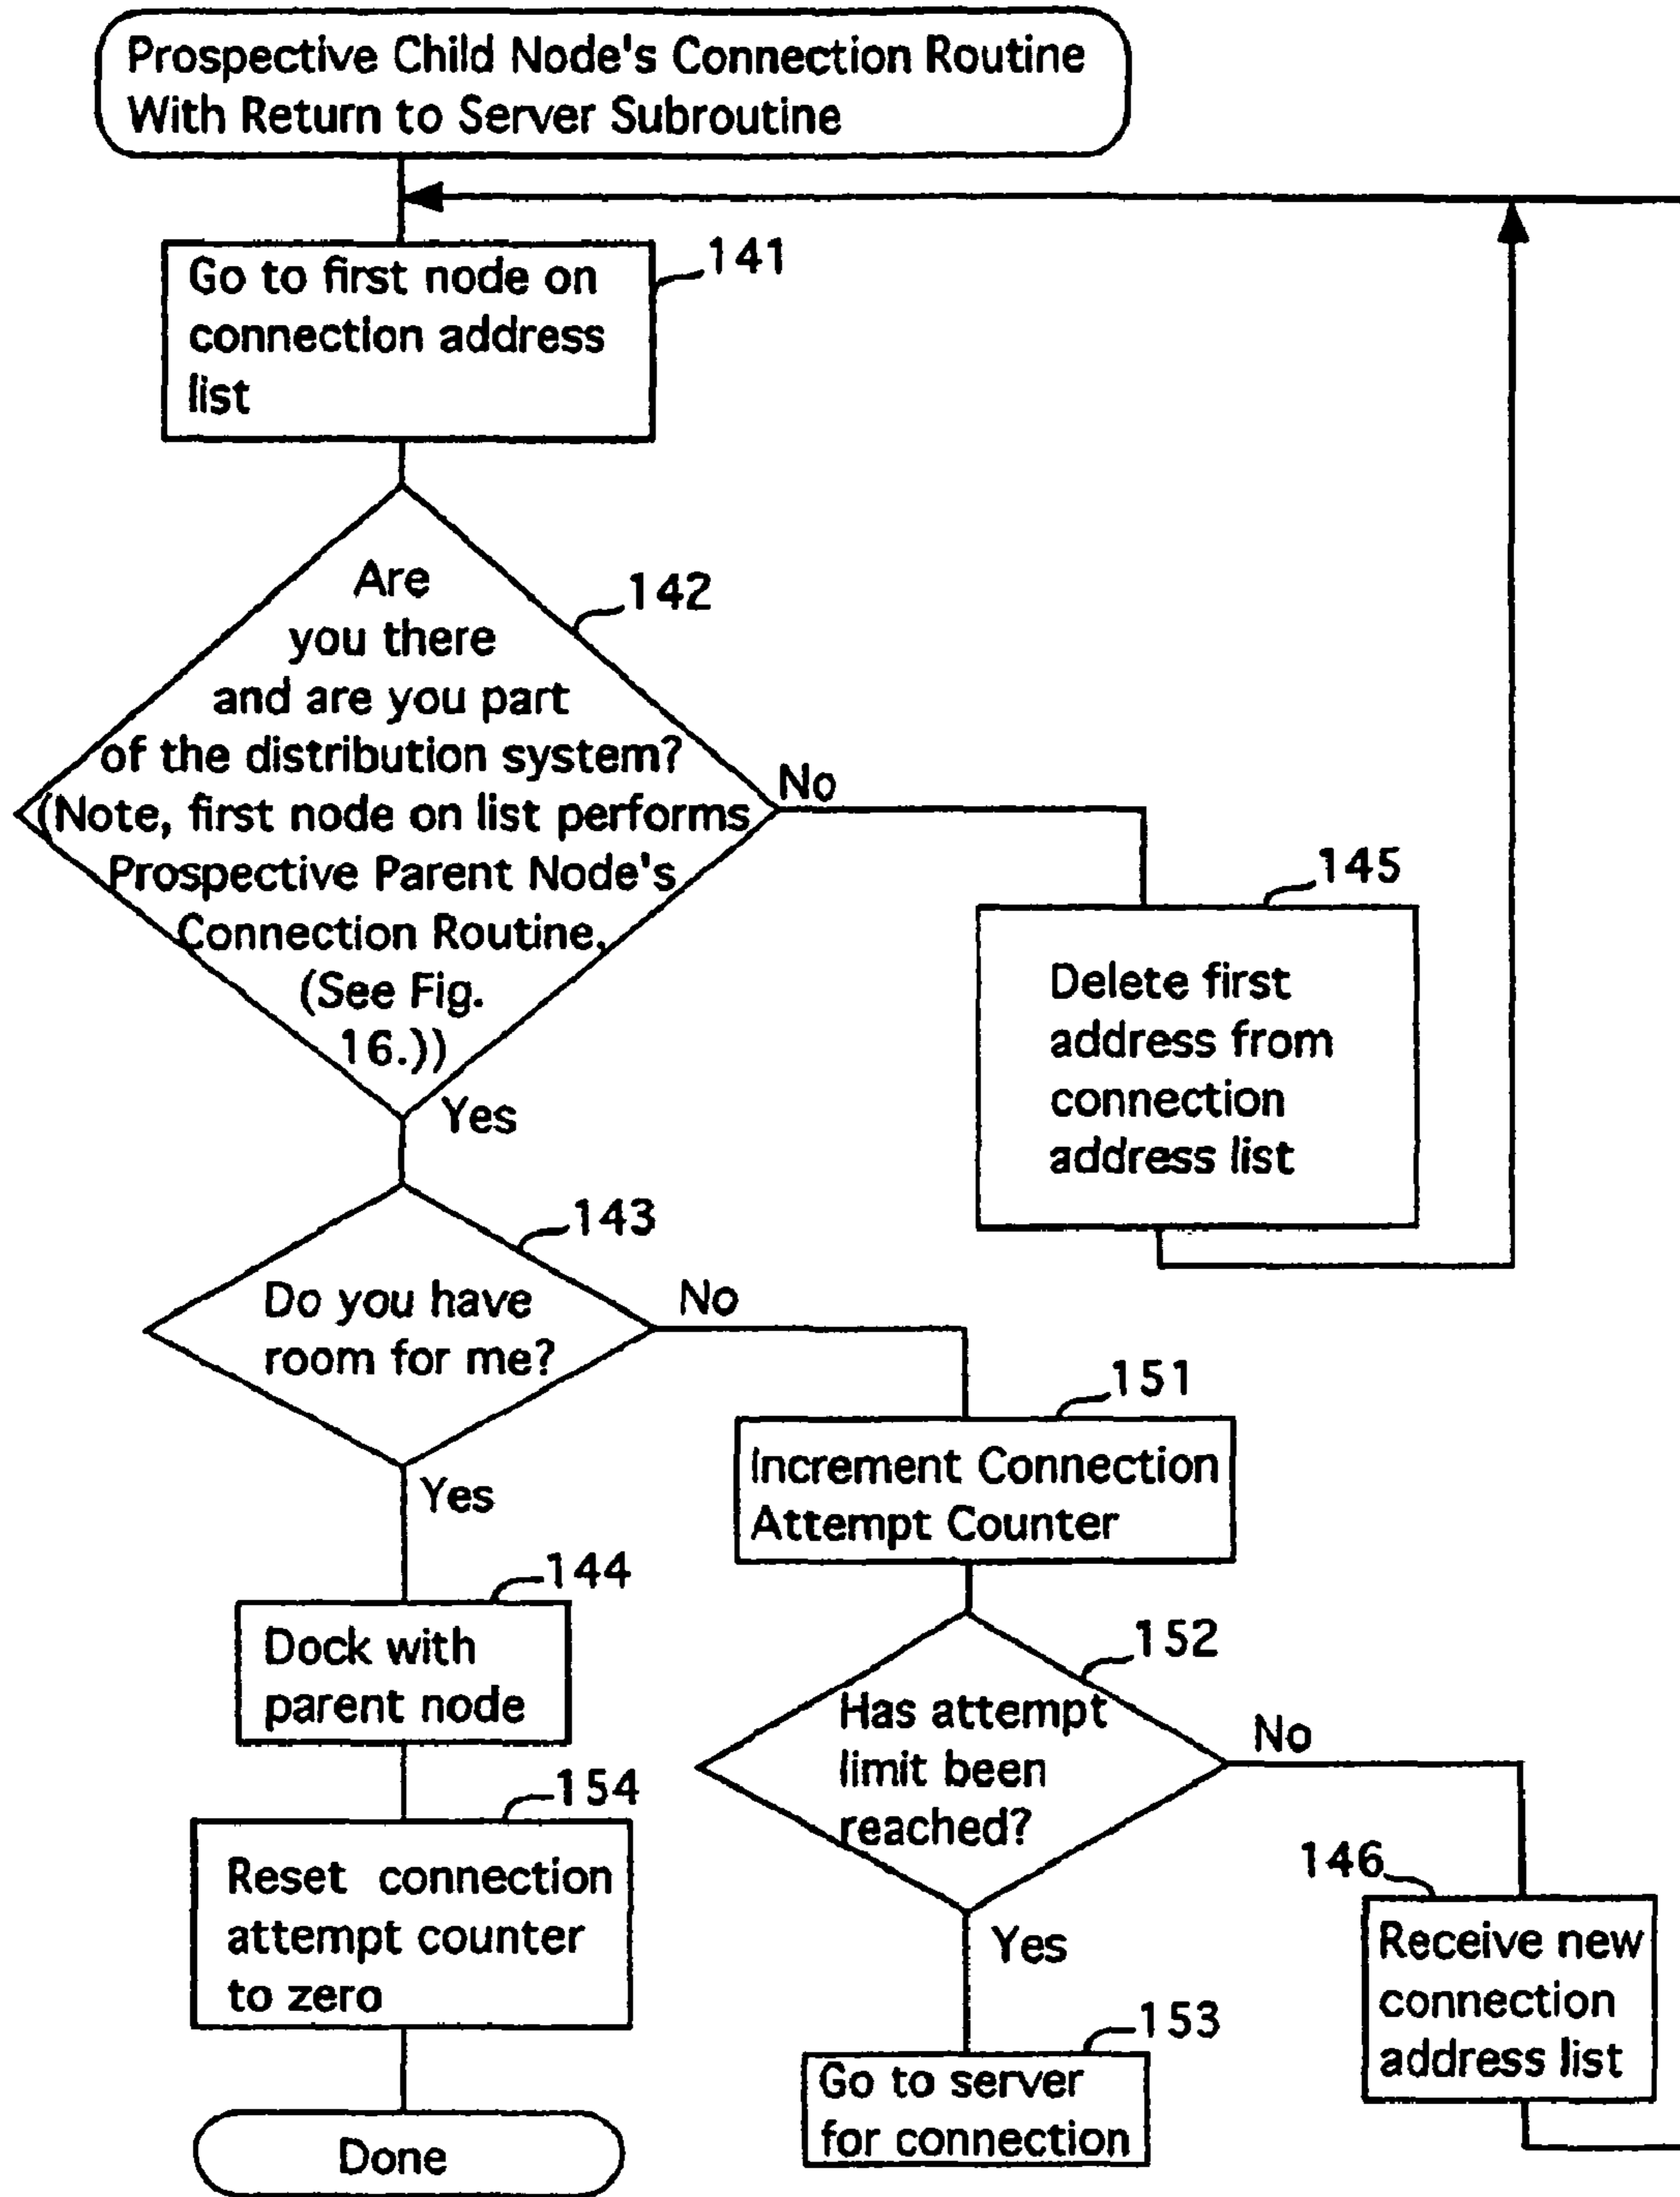 Prospective Child Node's Connection Routine
With Return to Server Subroutine
141
Go to first node on
connection address
list
142
Are
you there
and are you part
of the distribution system?
(Note, first node on list performs
Prospective Parent Node's
Connection Routine.
(See Fig.
16.))
No
Yes
145
Delete first
address from
connection
address list
143
Do you have
room for me?
No
Yes
151
Increment Connection
Attempt Counter
144
Dock with
parent node
152
Has attempt
limit been
reached?
No
Yes
154
Reset connection
attempt counter
to zero
146
Receive new
connection
address list
153
Go to server
for connection
Done